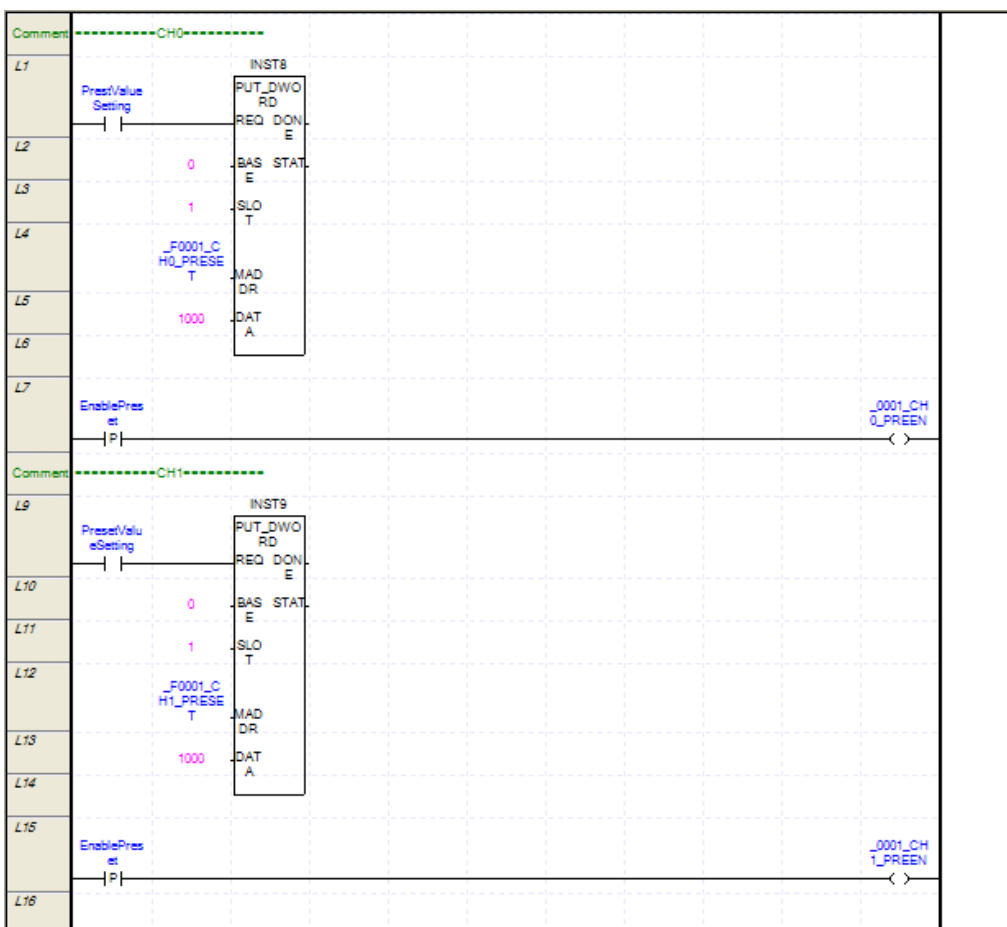 Comment ----------CH0----------
L1
INST8
PrestValue
Setting
PUT_DWO
RD
REQ DON
E
L2
0
BAS STAT
E
L3
1
SLO
T
L4
_F0001_C
H0_PRESE
T
MAD
DR
L5
1000
DAT
A
L6
L7
EnablePres
et
P
_0001_CH
0_PREEN
Comment ----------CH1----------
L9
INST9
PresetValu
eSetting
PUT_DWO
RD
REQ DON
E
L10
0
BAS STAT
E
L11
1
SLO
T
L12
_F0001_C
H1_PRESE
T
MAD
DR
L13
1000
DAT
A
L14
L15
EnablePres
et
P
_0001_CH
1_PREEN
L16